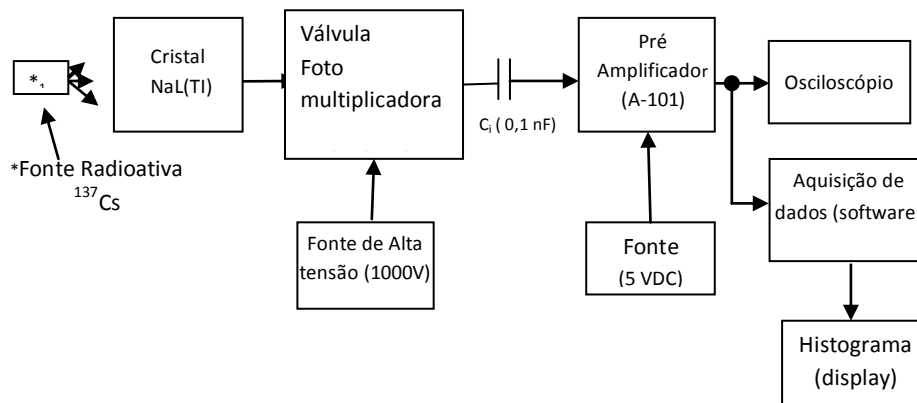 *₁
*Fonte Radioativa
¹³⁷Cs
Cristal
NaL(TI)
Válvula
Foto
multiplicadora
Fonte de Alta
tensão (1000V)
Cᵢ ( 0,1 nF)
Pré
Amplificador
(A-101)
Fonte
(5 VDC)
Osciloscópio
Aquisição de
dados (software
Histograma
(display)